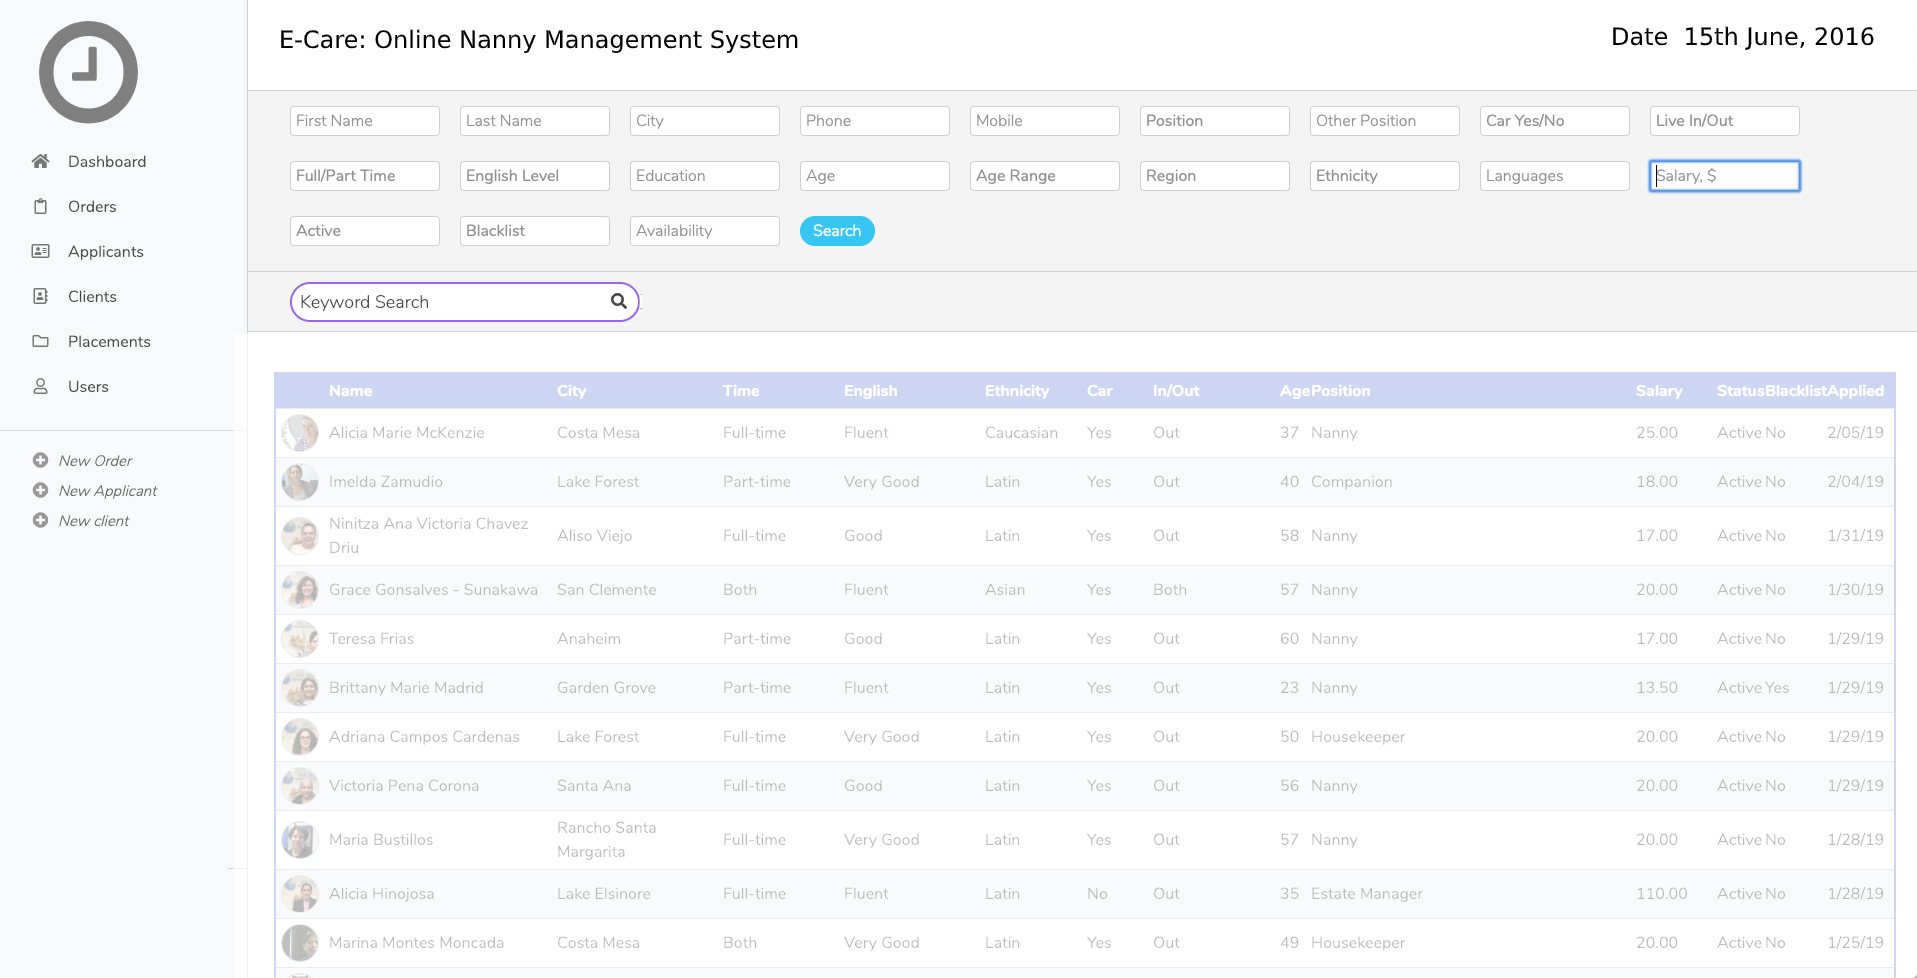 E-Care: Online Nanny Management System
Date 15th June, 2016
Dashboard
Orders
Applicants
Clients
Placements
Users
New Order
New Applicant
New client
First Name Last Name City Phone Mobile Position Other Position Car Yes/No Live In/Out
Full/Part Time English Level Education Age Age Range Region Ethnicity Languages Salary, $
Active Blacklist Availability Search
Keyword Search
Name City Time English Ethnicity Car In/Out Age Position Salary Status Blacklist Applied
Alicia Marie McKenzie Costa Mesa Full-time Fluent Caucasian Yes Out 37 Nanny 25.00 Active No 2/05/19
Imelda Zamudio Lake Forest Part-time Very Good Latin Yes Out 40 Companion 18.00 Active No 2/04/19
Ninitza Ana Victoria Chavez
Driu Aliso Viejo Full-time Good Latin Yes Out 58 Nanny 17.00 Active No 1/31/19
Grace Gonsalves - Sunakawa San Clemente Both Fluent Asian Yes Both 57 Nanny 20.00 Active No 1/30/19
Teresa Frias Anaheim Part-time Good Latin Yes Out 60 Nanny 17.00 Active No 1/29/19
Brittany Marie Madrid Garden Grove Part-time Fluent Latin Yes Out 23 Nanny 13.50 Active Yes 1/29/19
Adriana Campos Cardenas Lake Forest Full-time Very Good Latin Yes Out 50 Housekeeper 20.00 Active No 1/29/19
Victoria Pena Corona Santa Ana Full-time Good Latin Yes Out 56 Nanny 20.00 Active No 1/29/19
Maria Bustillos Rancho Santa
Margarita Full-time Very Good Latin Yes Out 57 Nanny 20.00 Active No 1/28/19
Alicia Hinojosa Lake Elsinore Full-time Fluent Latin No Out 35 Estate Manager 110.00 Active No 1/28/19
Marina Montes Moncada Costa Mesa Both Very Good Latin Yes Out 49 Housekeeper 20.00 Active No 1/25/19